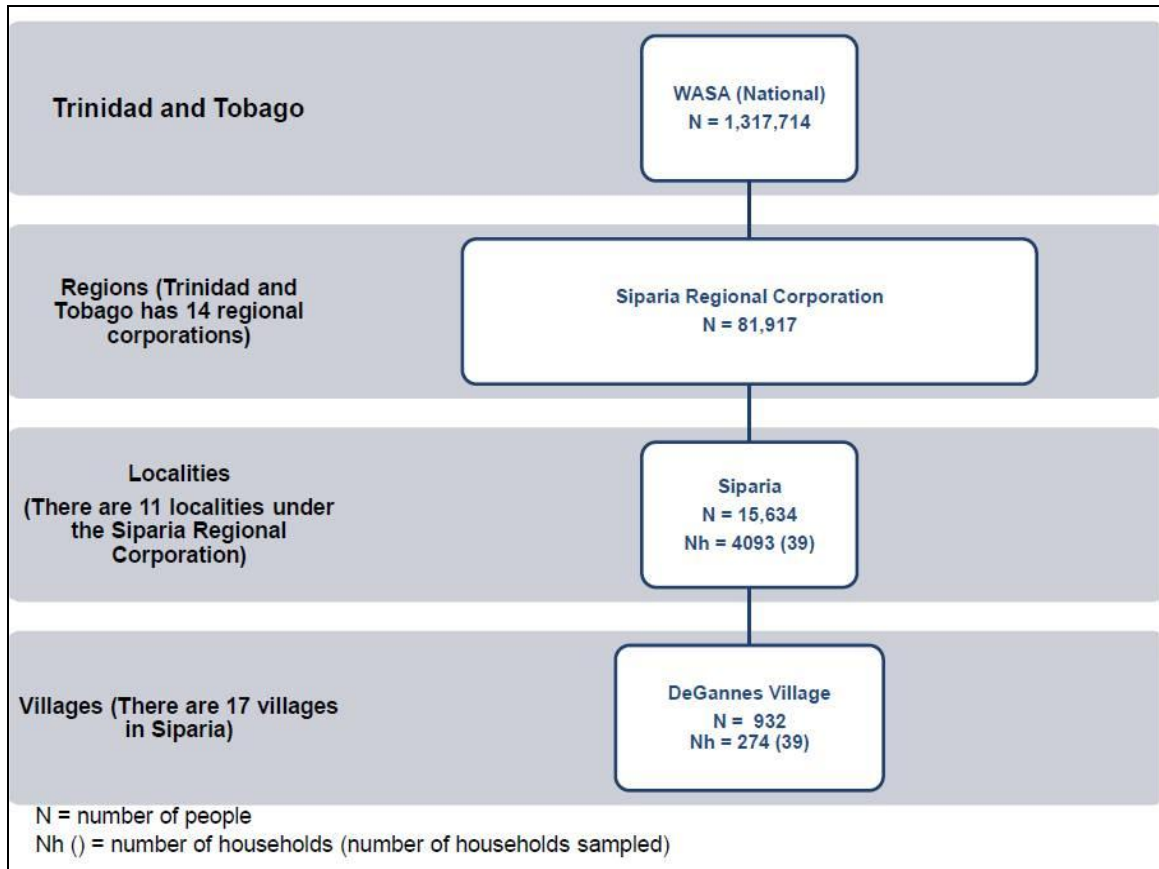 Trinidad and Tobago
WASA (National)
N = 1,317,714
Regions (Trinidad and
Tobago has 14 regional
corporations)
Siparia Regional Corporation
N = 81,917
Localities
(There are 11 localities under
the Siparia Regional
Corporation)
Siparia
N = 15,634
Nh = 4093 (39)
Villages (There are 17 villages
in Siparia)
DeGannes Village
N = 932
Nh = 274 (39)
N = number of people
Nh () = number of households (number of households sampled)